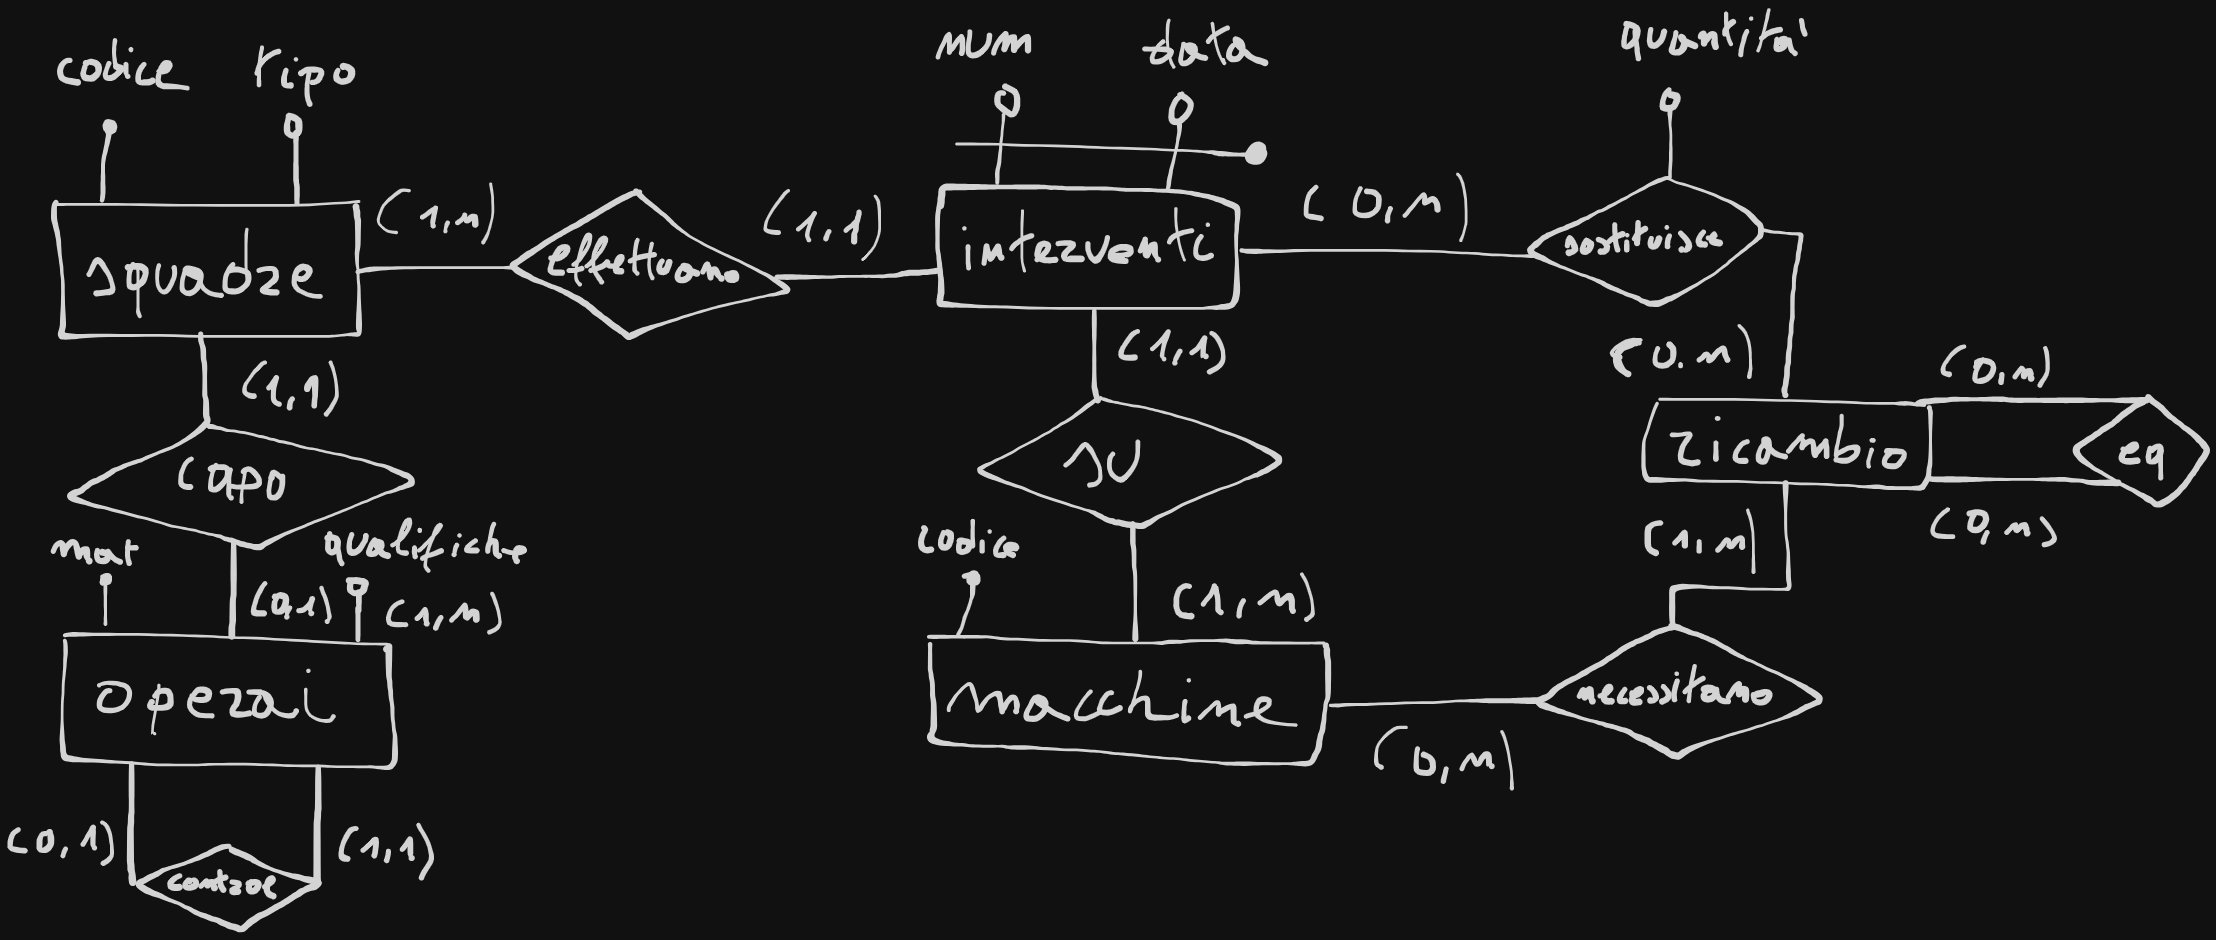 codice
tipo
num
data
quantità
squadre
(1,n)
effettuano
(1,1)
interventi
(0,n)
sostituisce
(1,1)
(1,1)
(0.n)
(0,n)
capo
su
ricambio
eq
mat
qualifiche
codice
(1,n)
(0,n)
(0,1)
(1,n)
(1,n)
operai
macchine
necessitano
(0,n)
(0,1)
(1,1)